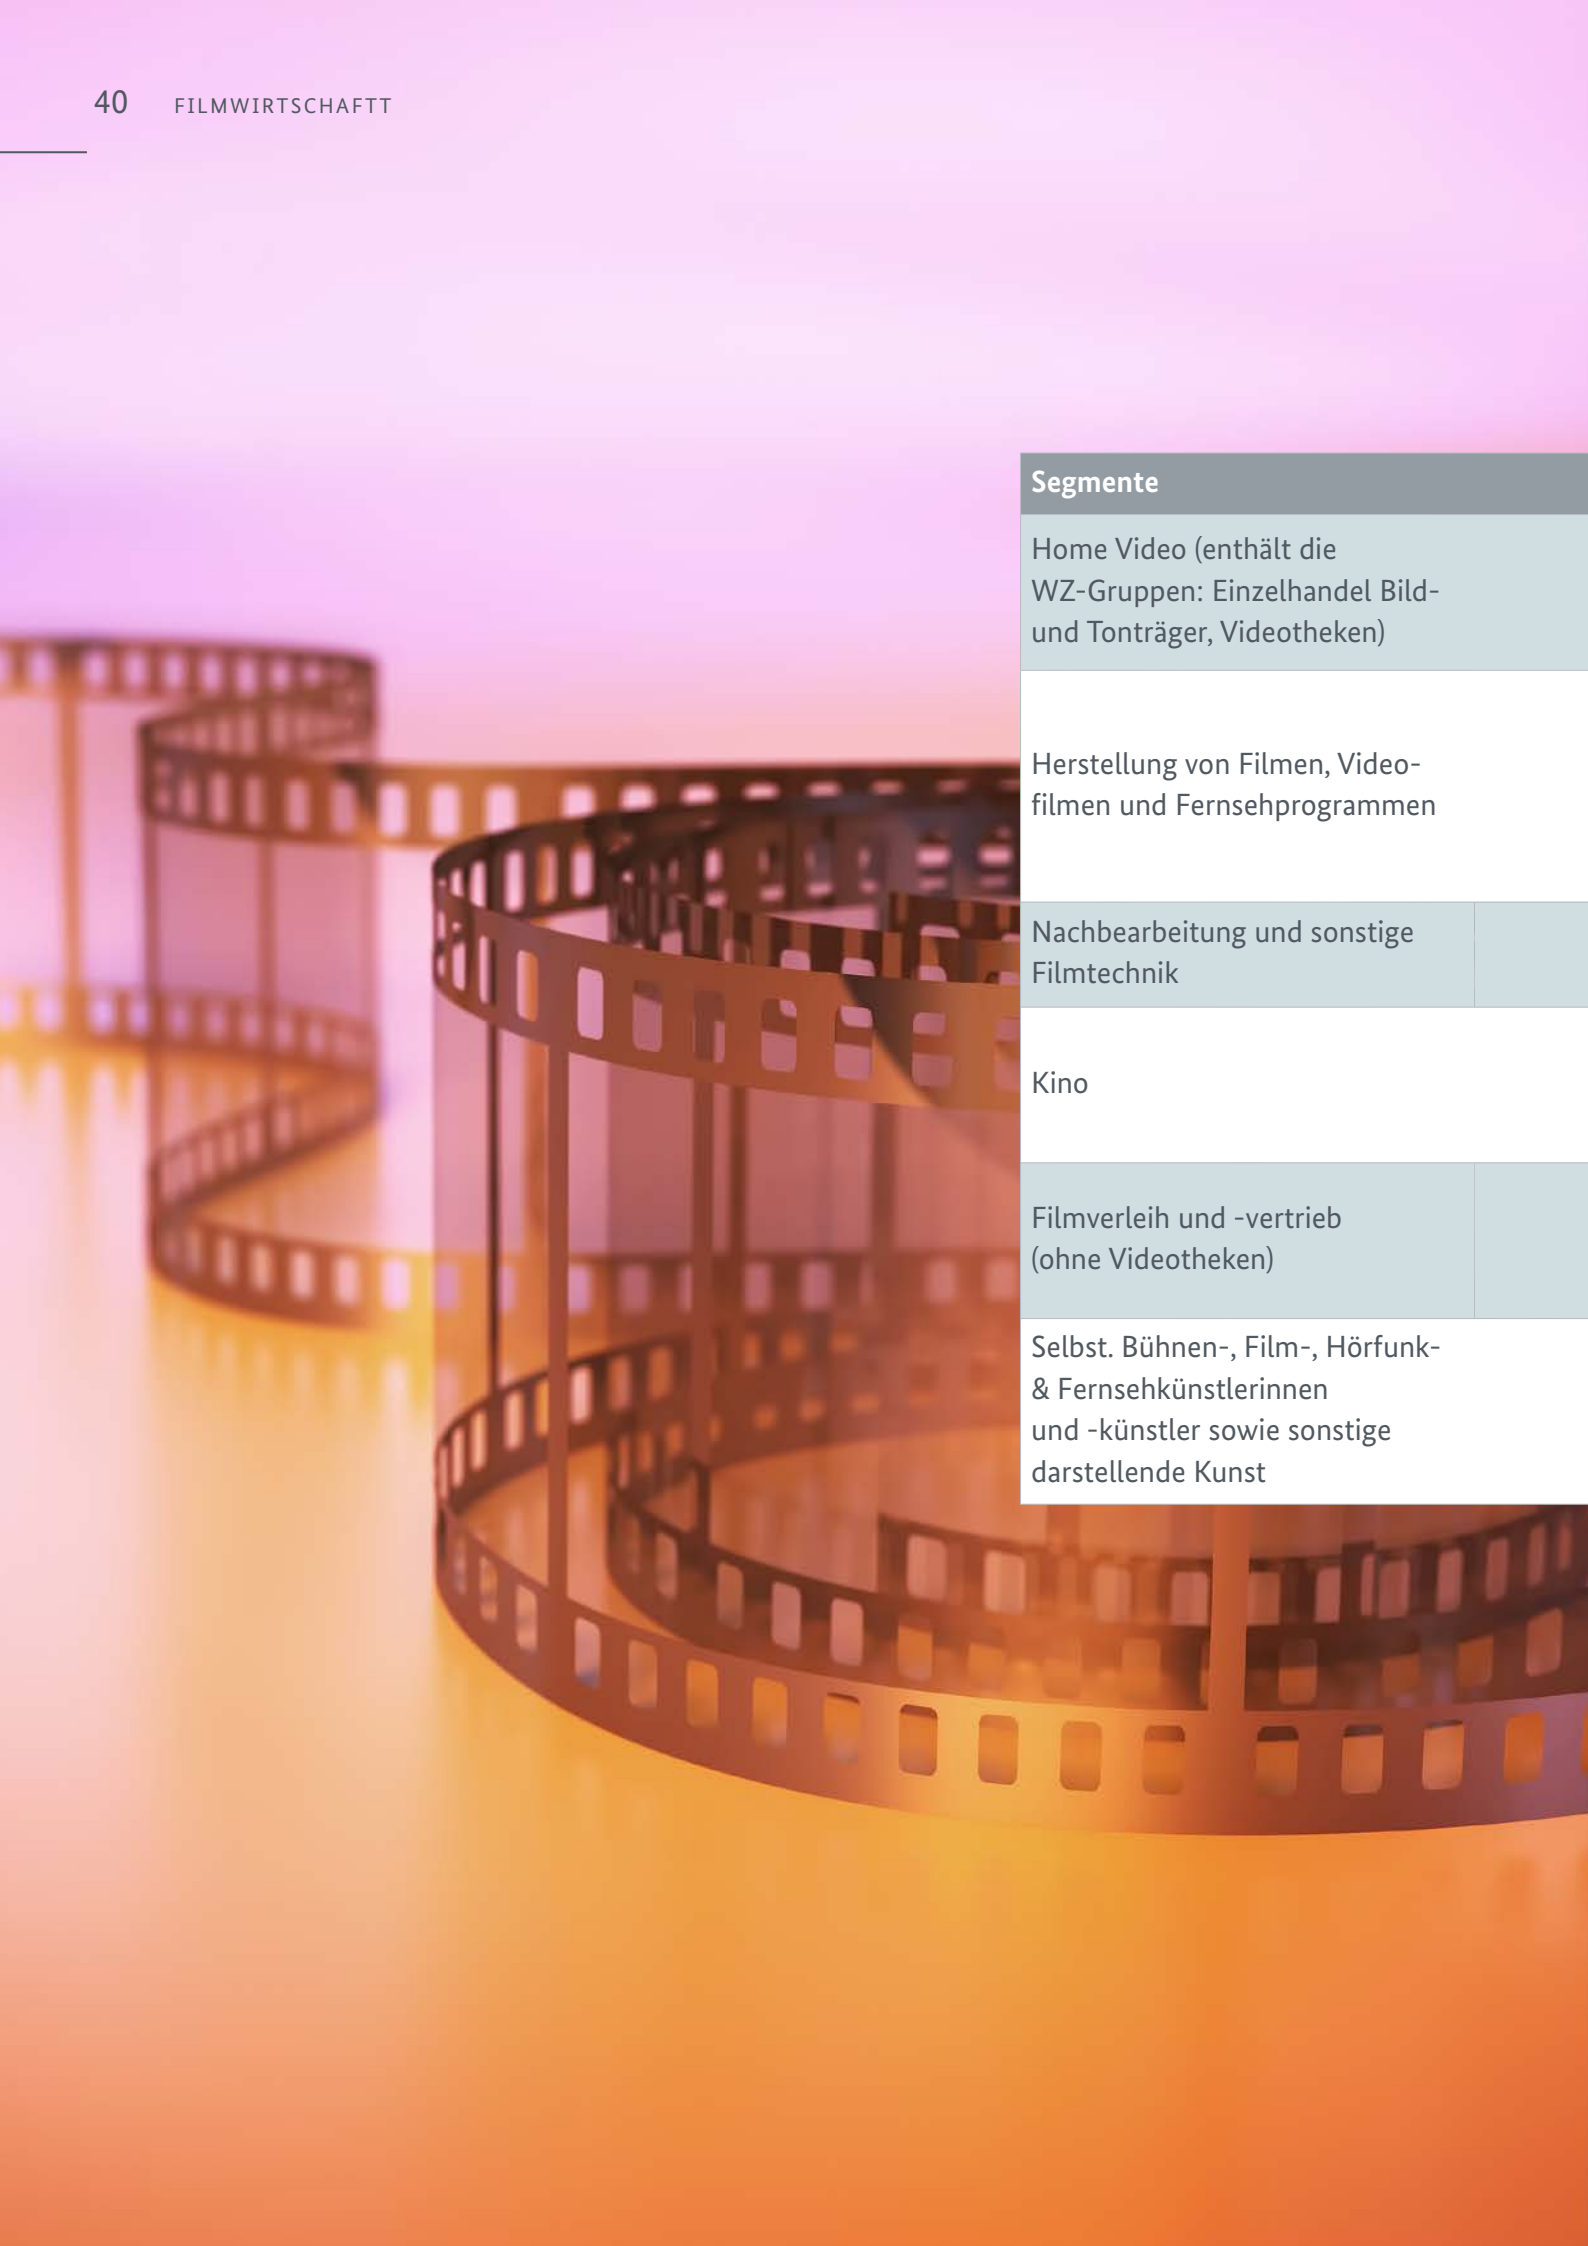 40 FILMWIRTSCHAFTT
Segmente
Home Video (enthält die
WZ-Gruppen: Einzelhandel Bild-
und Tonträger, Videotheken)
Herstellung von Filmen, Video-
filmen und Fernsehprogrammen
Nachbearbeitung und sonstige
Filmtechnik
Kino
Filmverleih und -vertrieb
(ohne Videotheken)
Selbst. Bühnen-, Film-, Hörfunk-
& Fernsehkünstlerinnen
und -künstler sowie sonstige
darstellende Kunst